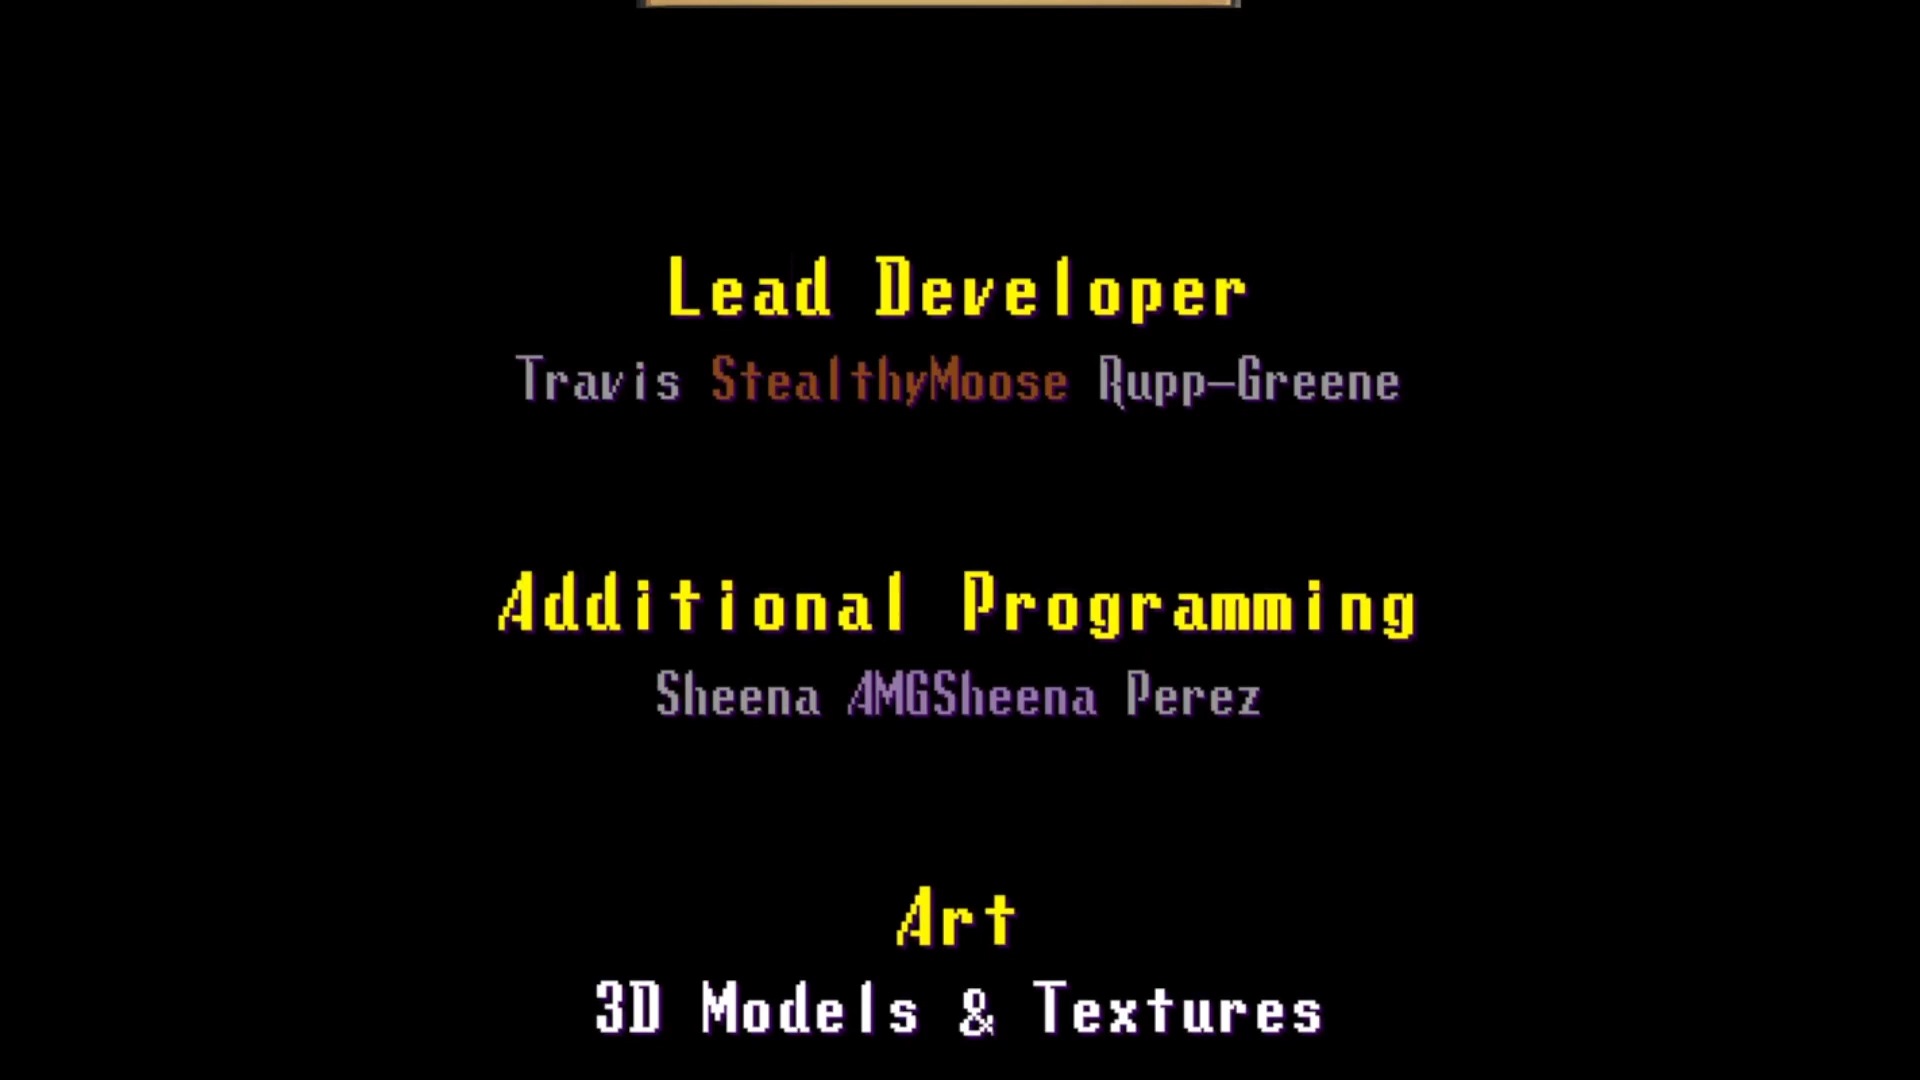 Lead Developer
Travis StealthyMoose Rupp-Greene
Additional Programming
Sheena AMGSheena Perez
Art
3D Models & Textures